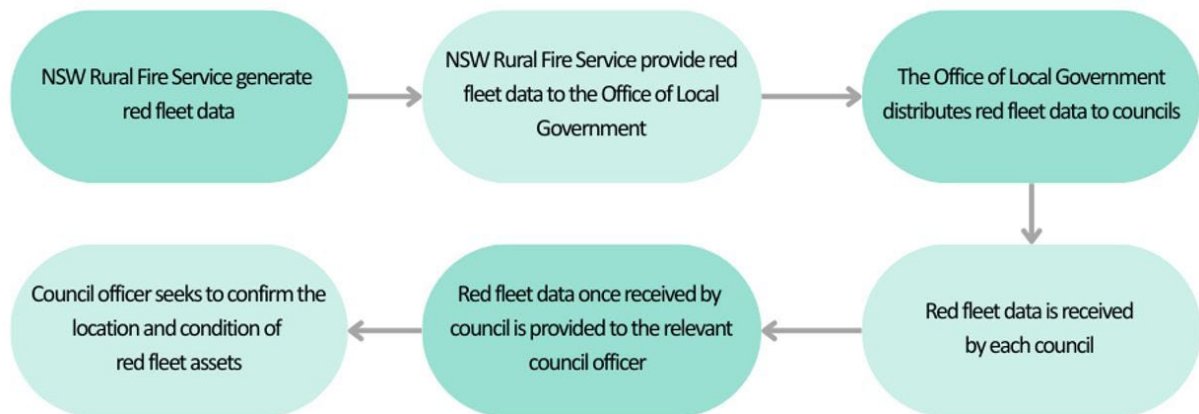 NSW Rural Fire Service generate
red fleet data
NSW Rural Fire Service provide red
fleet data to the Office of Local
Government
The Office of Local Government
distributes red fleet data to councils
Red fleet data is received
by each council
Red fleet data once received by
council is provided to the relevant
council officer
Council officer seeks to confirm the
location and condition of
red fleet assets